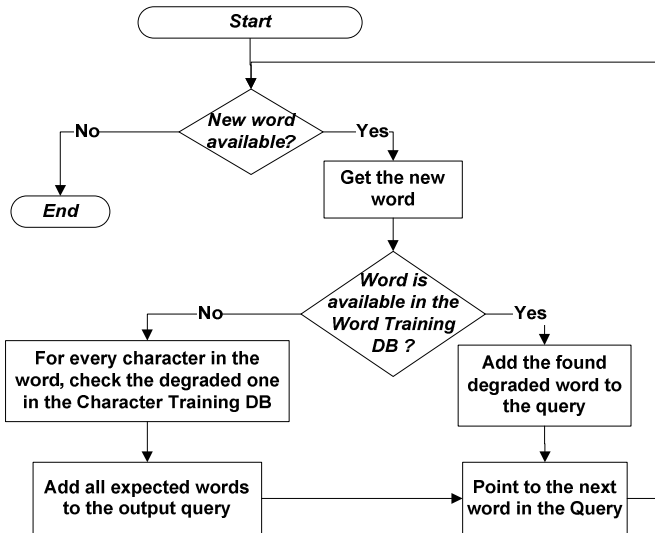 Start
New word
available?
No
Yes
End
Get the new
word
Word is
available in the
Word Training
DB ?
No
Yes
For every character in the
word, check the degraded one
in the Character Training DB
Add the found
degraded word to
the query
Add all expected words
to the output query
Point to the next
word in the Query